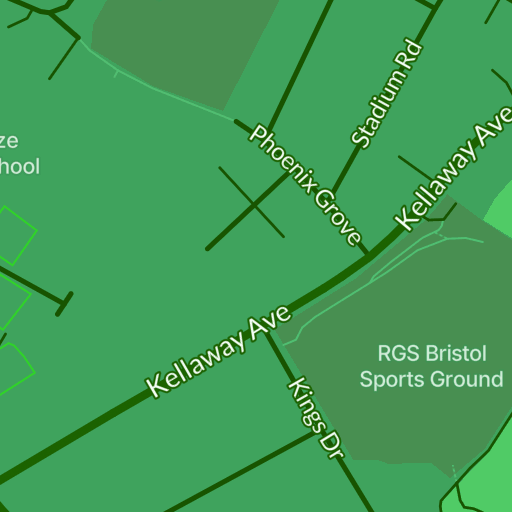 Stadium Rd
Phoenix Grove
Kellaway Ave
ze
hool
Kellaway Ave
RGS Bristol
Sports Ground
Kings Dr